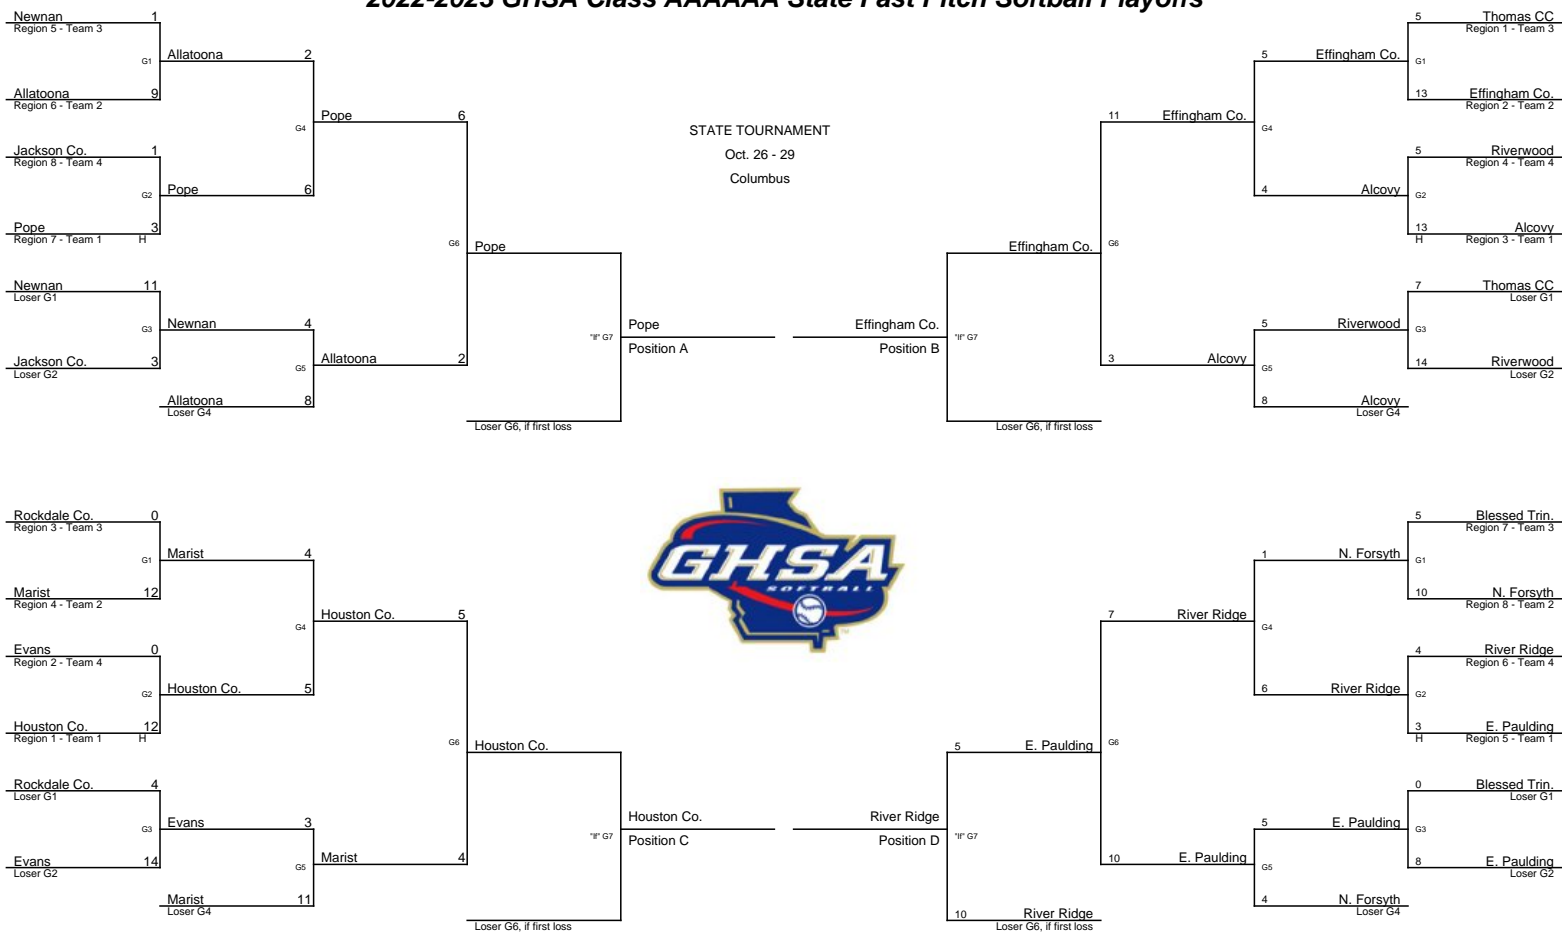 2022-2023 GHSA Class AAAAAA State Fast Pitch Softball Playoffs
Newnan 1
Region 5 - Team 3
G1 Allatoona 2
Allatoona 9
Region 6 - Team 2
G4 Pope 6
Jackson Co. 1
Region 8 - Team 4
G2 Pope 6
Pope 3
Region 7 - Team 1 H
G6 Pope
Newnan 11
Loser G1
G3 Newnan 4
Jackson Co. 3
Loser G2
G5 Allatoona 2
Allatoona 8
Loser G4
"If" G7 Pope
Position A
Loser G6, if first loss
STATE TOURNAMENT
Oct. 26 - 29
Columbus
5 Thomas CC
Region 1 - Team 3
5 Effingham Co. G1
13 Effingham Co.
Region 2 - Team 2
11 Effingham Co. G4
5 Riverwood
Region 4 - Team 4
4 Alcovy G2
13 Alcovy
H Region 3 - Team 1
Effingham Co. G6
7 Thomas CC
Loser G1
5 Riverwood G3
14 Riverwood
Loser G2
3 Alcovy G5
8 Alcovy
Loser G4
Effingham Co. "If" G7
Position B
Loser G6, if first loss
Rockdale Co. 0
Region 3 - Team 3
G1 Marist 4
Marist 12
Region 4 - Team 2
G4 Houston Co. 5
Evans 0
Region 2 - Team 4
G2 Houston Co. 5
Houston Co. 12
Region 1 - Team 1 H
G6 Houston Co.
Rockdale Co. 4
Loser G1
G3 Evans 3
Evans 14
Loser G2
G5 Marist 4
Marist 11
Loser G4
"If" G7 Houston Co.
Position C
Loser G6, if first loss
GHSA
SOFTBALL
TM
5 Blessed Trin.
Region 7 - Team 3
1 N. Forsyth G1
10 N. Forsyth
Region 8 - Team 2
7 River Ridge G4
4 River Ridge
Region 6 - Team 4
6 River Ridge G2
3 E. Paulding
H Region 5 - Team 1
5 E. Paulding G6
0 Blessed Trin.
Loser G1
5 E. Paulding G3
8 E. Paulding
Loser G2
10 E. Paulding G5
4 N. Forsyth
Loser G4
River Ridge "If" G7
Position D
10 River Ridge
Loser G6, if first loss